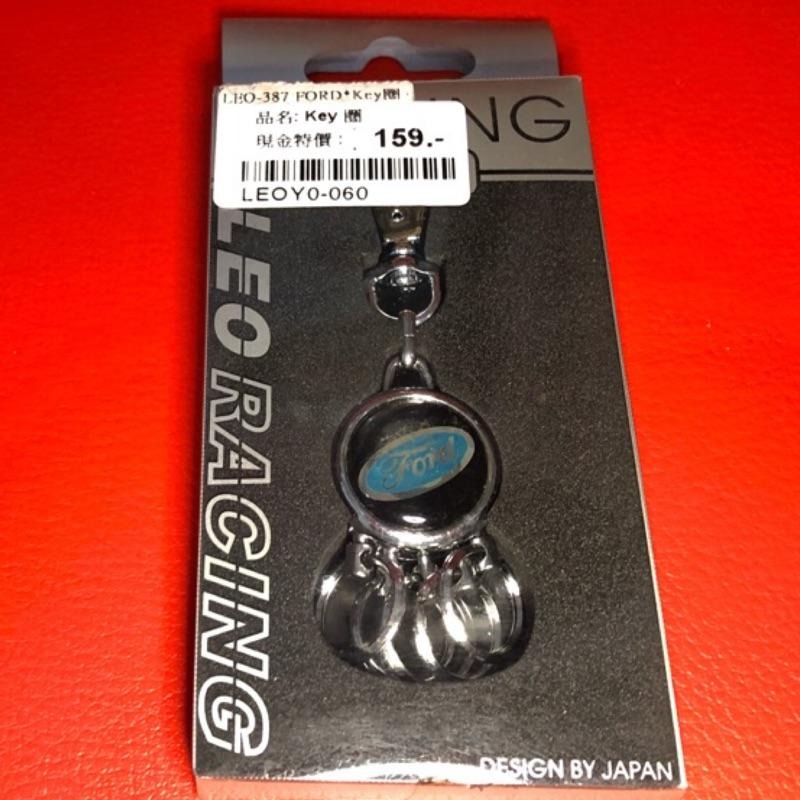 LEO-387 FORD*Key圈
品名: Key 圈
現金特價： 159.-
LEOY0-060
ING
LEO RACING
Ford
DESIGN BY JAPAN